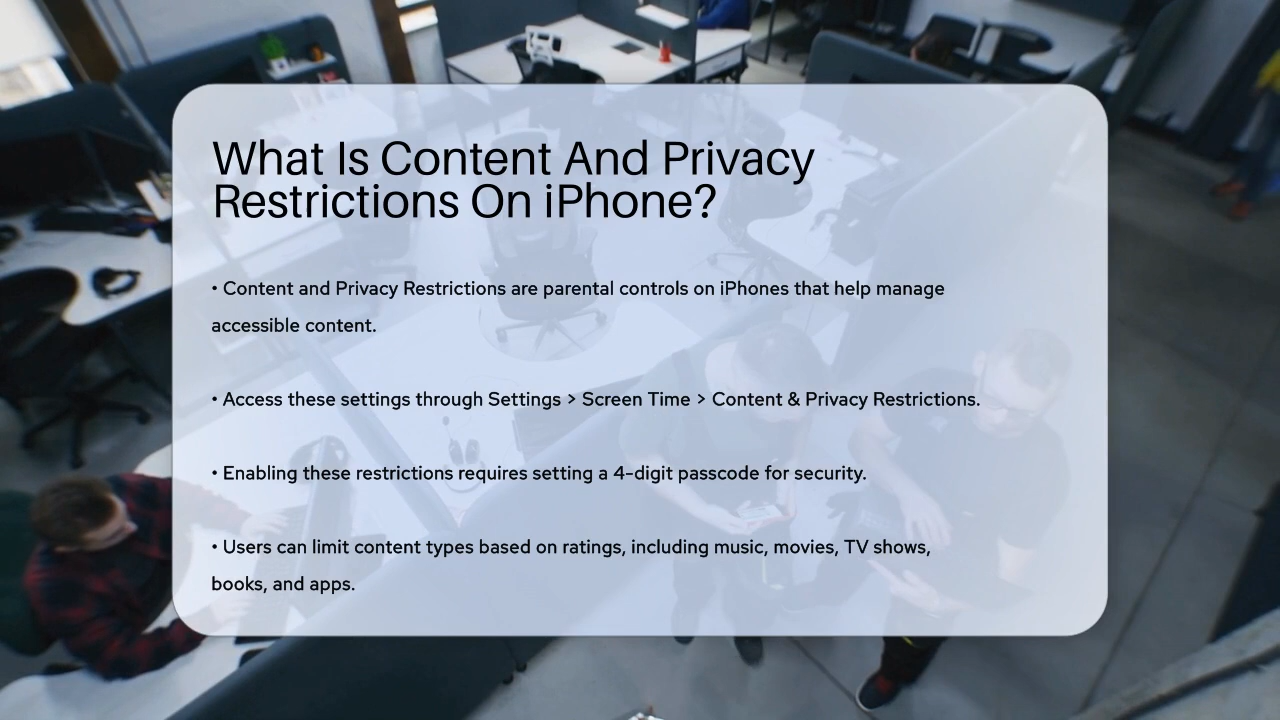 What Is Content And Privacy
Restrictions On iPhone?
• Content and Privacy Restrictions are parental controls on iPhones that help manage
accessible content.
• Access these settings through Settings > Screen Time > Content & Privacy Restrictions.
• Enabling these restrictions requires setting a 4-digit passcode for security.
• Users can limit content types based on ratings, including music, movies, TV shows,
books, and apps.